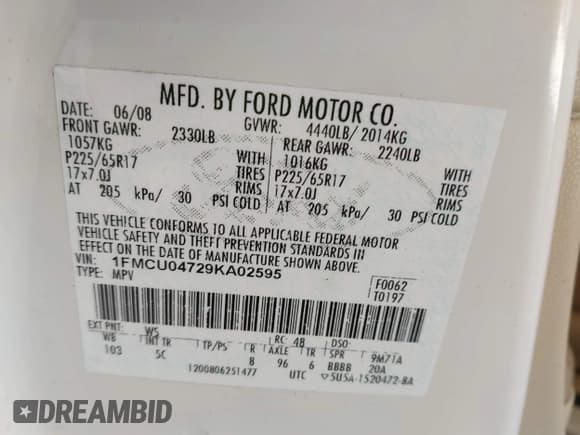 MFD. BY FORD MOTOR CO.
DATE: 06/08 GVWR: 4440LB/ 2014KG
FRONT GAWR: 2330LB REAR GAWR: 2240LB
1057KG WITH 1016KG WITH
P225/65R17 TIRES P225/65R17 TIRES
17x7.0J RIMS 17x7.0J RIMS
AT 205 kPa/ 30 PSI COLD AT 205 kPa/ 30 PSI COLD
THIS VEHICLE CONFORMS TO ALL APPLICABLE FEDERAL MOTOR
VEHICLE SAFETY AND THEFT PREVENTION STANDARDS IN
EFFECT ON THE DATE OF MANUFACTURE SHOWN ABOVE.
VIN: 1FMCU04729KA02595 F0062
TYPE: MPV T0197
EXT PNT: W5 RC: 48 DSO:
WB INT TR TP/PS R AXLE TR SPR 9M71A
103 5C 8 96 6 BBBB 20A
1200806251477 UTC ▽5U5A-1520472-BA
DREAMBID